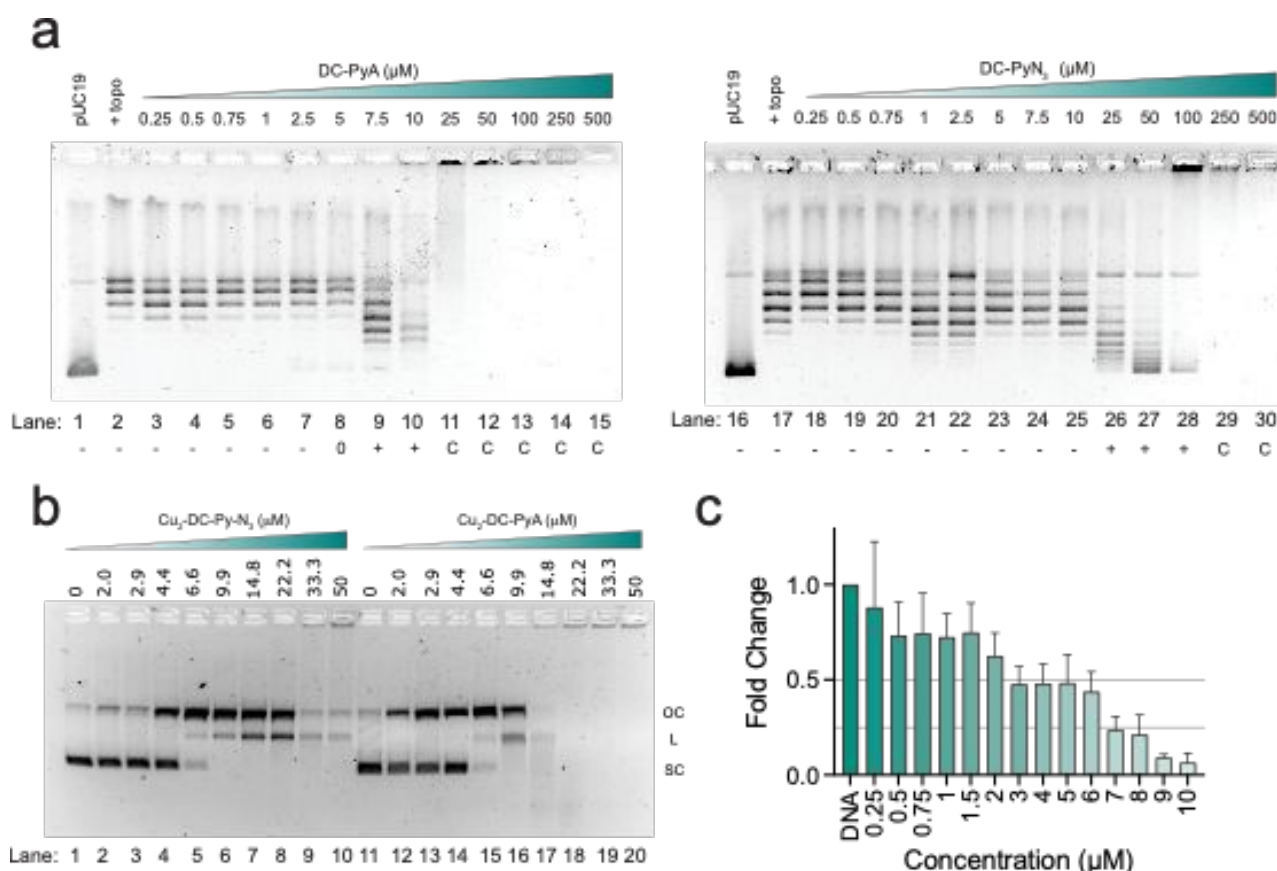 a
DC-PyA (μM)
pUC19
+ topo
0.25 0.5 0.75 1 2.5 5 7.5 10 25 50 100 250 500
Lane: 1 2 3 4 5 6 7 8 9 10 11 12 13 14 15
- - - - - - - 0 + + C C C C C
DC-PyN₃ (μM)
pUC19
+ topo
0.25 0.5 0.75 1 2.5 5 7.5 10 25 50 100 250 500
Lane: 16 17 18 19 20 21 22 23 24 25 26 27 28 29 30
- - - - - - - - - - + + + C C
b
Cu₂-DC-Py-N₃ (μM) Cu₂-DC-PyA (μM)
0 2.0 2.9 4.4 6.6 9.9 14.8 22.2 33.3 50 0 2.0 2.9 4.4 6.6 9.9 14.8 22.2 33.3 50
OC
L
SC
Lane: 1 2 3 4 5 6 7 8 9 10 11 12 13 14 15 16 17 18 19 20
c
Fold Change
1.0
0.5
0.0
DNA 0.25 0.5 0.75 1 1.5 2 3 4 5 6 7 8 9 10
Concentration (μM)